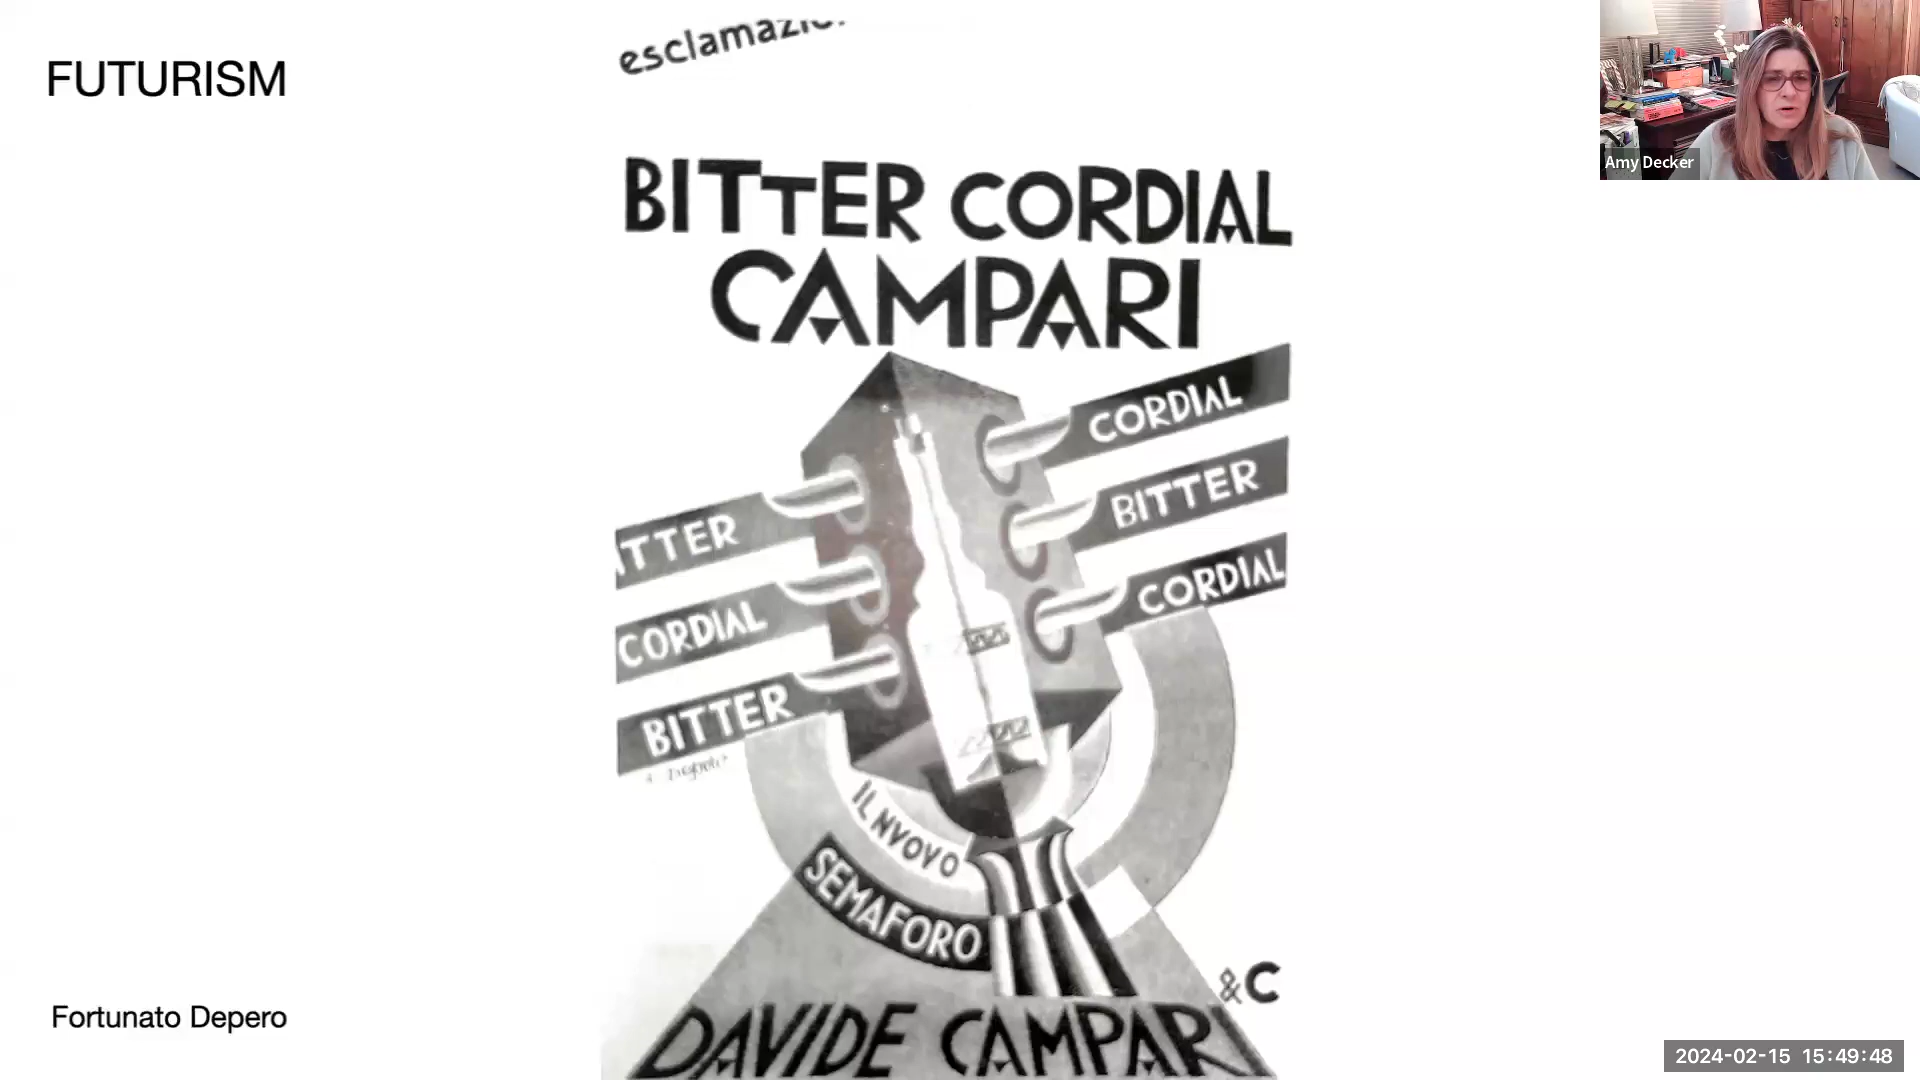 FUTURISM
BITTER CORDIAL
CAMPARI
CORDIAL
BITTER
CORDIAL
TTER
CORDIAL
BITTER
IL NVOVO
SEMAFORO
& C
DAVIDE CAMPARI
Fortunato Depero
Amy Decker
2024-02-15 15:49:48